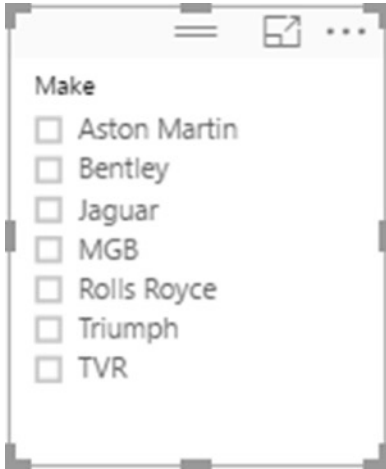 Make
Aston Martin
Bentley
Jaguar
MGB
Rolls Royce
Triumph
TVR